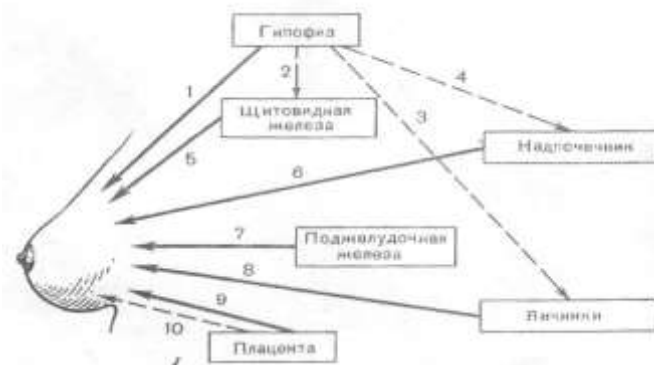 Гипофиз
1
2
4
Щитовидная
железа
3
5
Надпочечник
6
7
Поджелудочная
железа
8
Яичники
9
10
Плацента